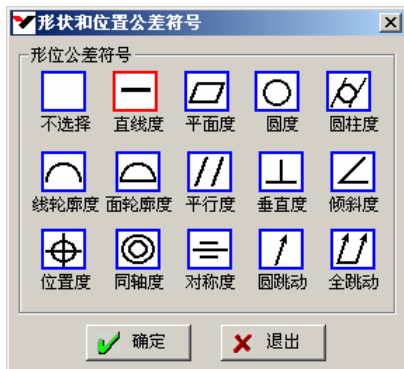 形状和位置公差符号
形位公差符号
不选择 直线度 平面度 圆度 圆柱度
线轮廓度 面轮廓度 平行度 垂直度 倾斜度
位置度 同轴度 对称度 圆跳动 全跳动
确定 退出